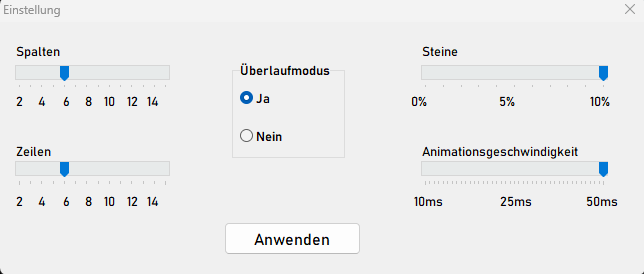 Einstellung
Spalten
2 4 6 8 10 12 14
Zeilen
2 4 6 8 10 12 14
Überlaufmodus
Ja
Nein
Steine
0% 5% 10%
Animationsgeschwindigkeit
10ms 25ms 50ms
Anwenden